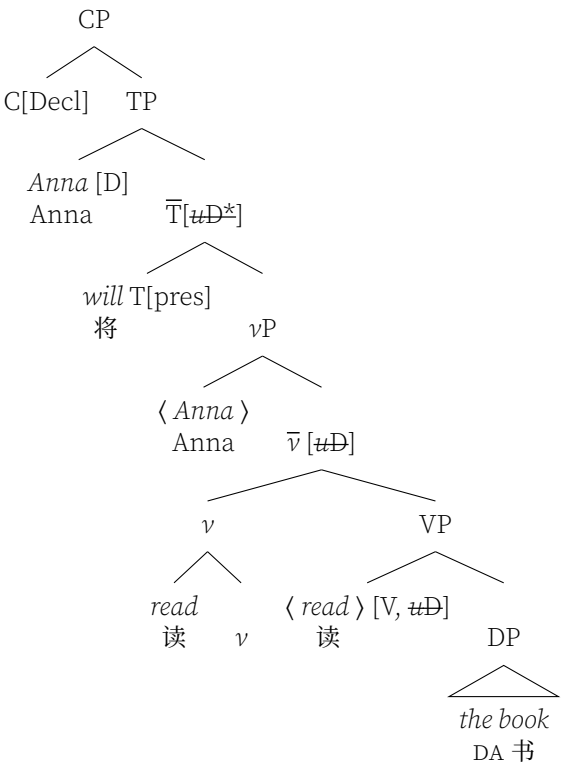 CP
C[Decl] TP
Anna [D]
Anna
T̅[uD*]
will T[pres]
将
vP
⟨ Anna ⟩
Anna
v̅ [uD]
v VP
read
读
v
⟨ read ⟩ [V, uD]
读
DP
the book
DA 书